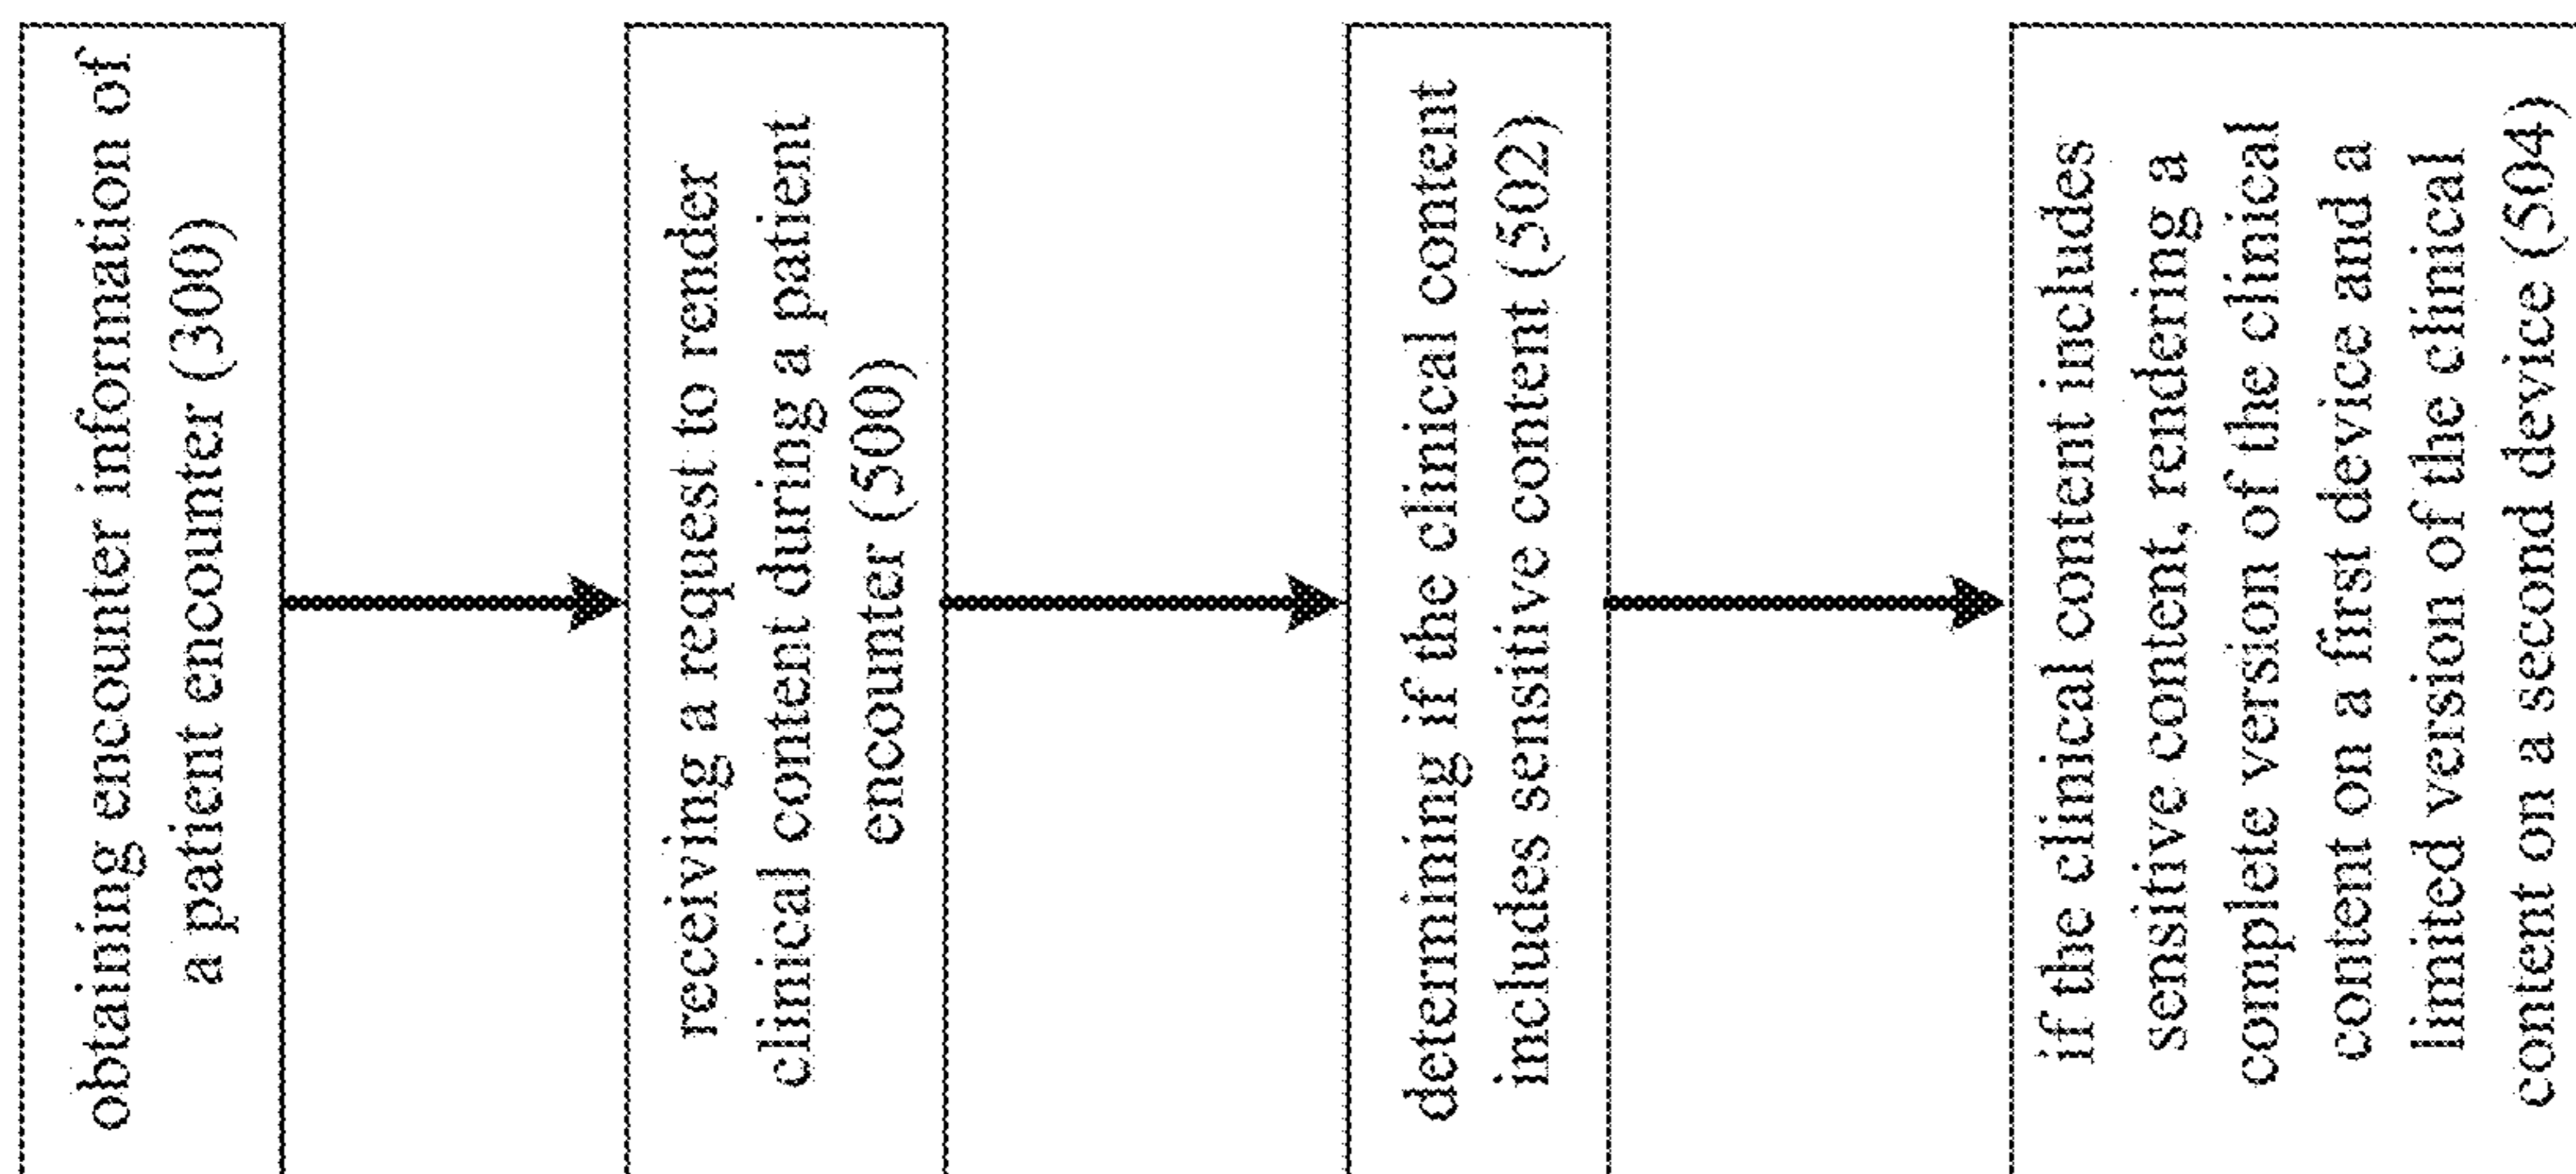 obtaining encounter information of
a patient encounter (300)
receiving a request to render
clinical content during a patient
encounter (500)
determining if the clinical content
includes sensitive content (502)
if the clinical content includes
sensitive content, rendering a
complete version of the clinical
content on a first device and a
limited version of the clinical
content on a second device (504)